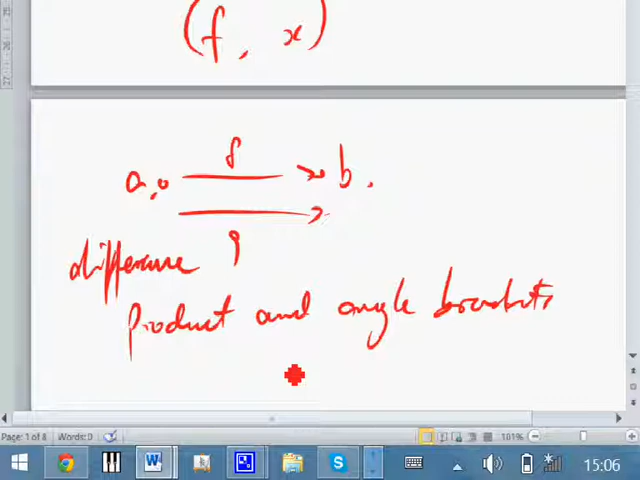 (f, x)
f
a. → b.
g
difference
product and angle brackets
Page: 1 of 8 Words: 0 101%
15:06